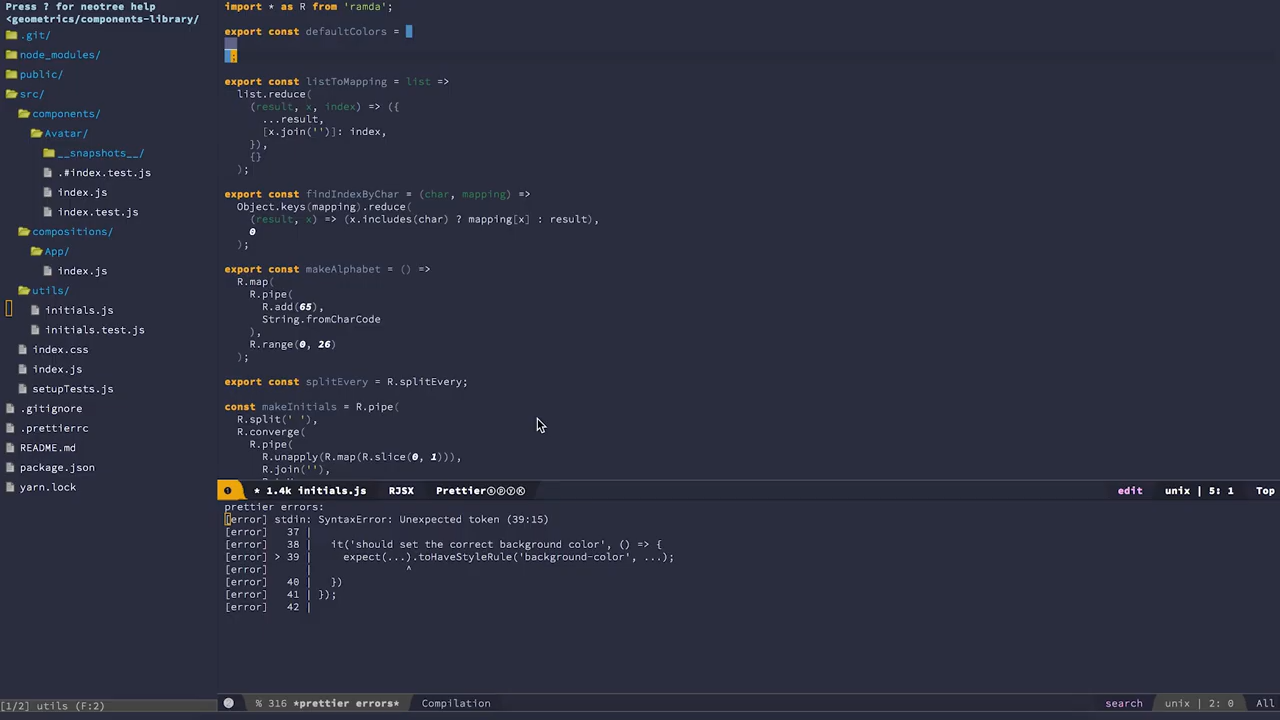 Press ? for neotree help
<geometrics/components-library/
.git/
node_modules/
public/
src/
components/
Avatar/
__snapshots__/
.#index.test.js
index.js
index.test.js
compositions/
App/
index.js
utils/
initials.js
initials.test.js
index.css
index.js
setupTests.js
.gitignore
.prettierrc
README.md
package.json
yarn.lock
[1/2] utils (F:2)
import * as R from 'ramda';
export const defaultColors = [
];
export const listToMapping = list =>
list.reduce(
(result, x, index) => ({
...result,
[x.join('')]: index,
}),
{}
);
export const findIndexByChar = (char, mapping) =>
Object.keys(mapping).reduce(
(result, x) => (x.includes(char) ? mapping[x] : result),
0
);
export const makeAlphabet = () =>
R.map(
R.pipe(
R.add(65),
String.fromCharCode
),
R.range(0, 26)
);
export const splitEvery = R.splitEvery;
const makeInitials = R.pipe(
R.split(' '),
R.converge(
R.pipe(
R.unapply(R.map(R.slice(0, 1))),
R.join(''),
* 1.4k initials.js RJSX Prettier edit unix | 5: 1 Top
prettier errors:
[error] stdin: SyntaxError: Unexpected token (39:15)
[error] 37 |
[error] 38 | it('should set the correct background color', () => {
[error] > 39 | expect(...).toHaveStyleRule('background-color', ...);
[error] | ^
[error] 40 | })
[error] 41 | });
[error] 42 |
% 316 *prettier errors* Compilation search unix | 2: 0 All